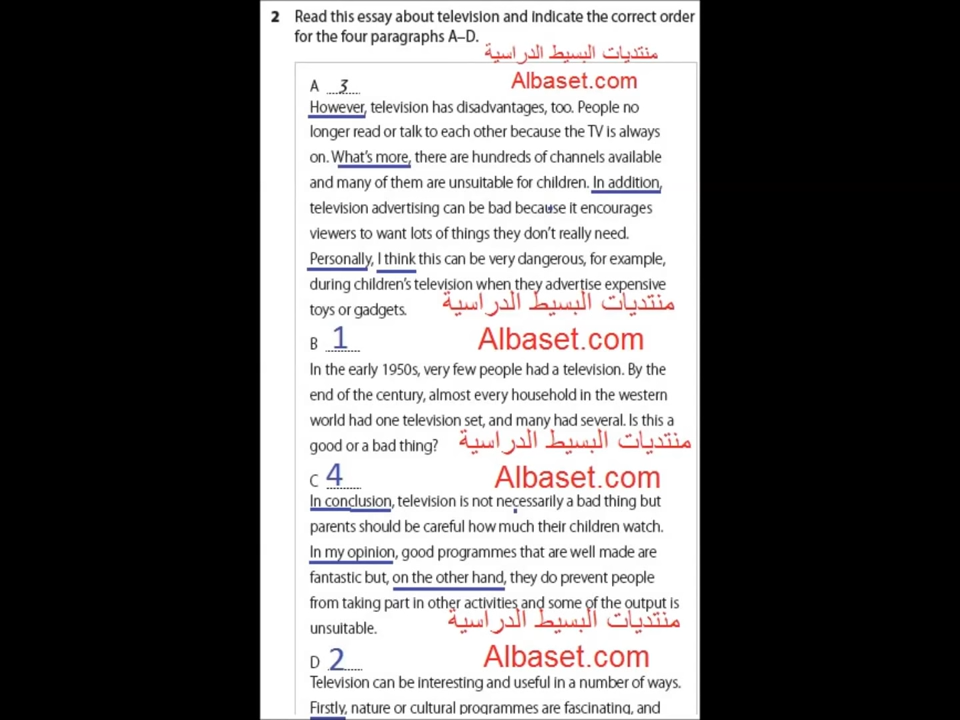 2 Read this essay about television and indicate the correct order
for the four paragraphs A–D.
منتديات البسيط الدراسية
Albaset.com
A 3
However, television has disadvantages, too. People no
longer read or talk to each other because the TV is always
on. What's more, there are hundreds of channels available
and many of them are unsuitable for children. In addition,
television advertising can be bad because it encourages
viewers to want lots of things they don't really need.
Personally, I think this can be very dangerous, for example,
during children's television when they advertise expensive
toys or gadgets.
منتديات البسيط الدراسية
Albaset.com
B 1
In the early 1950s, very few people had a television. By the
end of the century, almost every household in the western
world had one television set, and many had several. Is this a
good or a bad thing?
منتديات البسيط الدراسية
Albaset.com
C 4
In conclusion, television is not necessarily a bad thing but
parents should be careful how much their children watch.
In my opinion, good programmes that are well made are
fantastic but, on the other hand, they do prevent people
from taking part in other activities and some of the output is
unsuitable.
منتديات البسيط الدراسية
Albaset.com
D 2
Television can be interesting and useful in a number of ways.
Firstly, nature or cultural programmes are fascinating, and